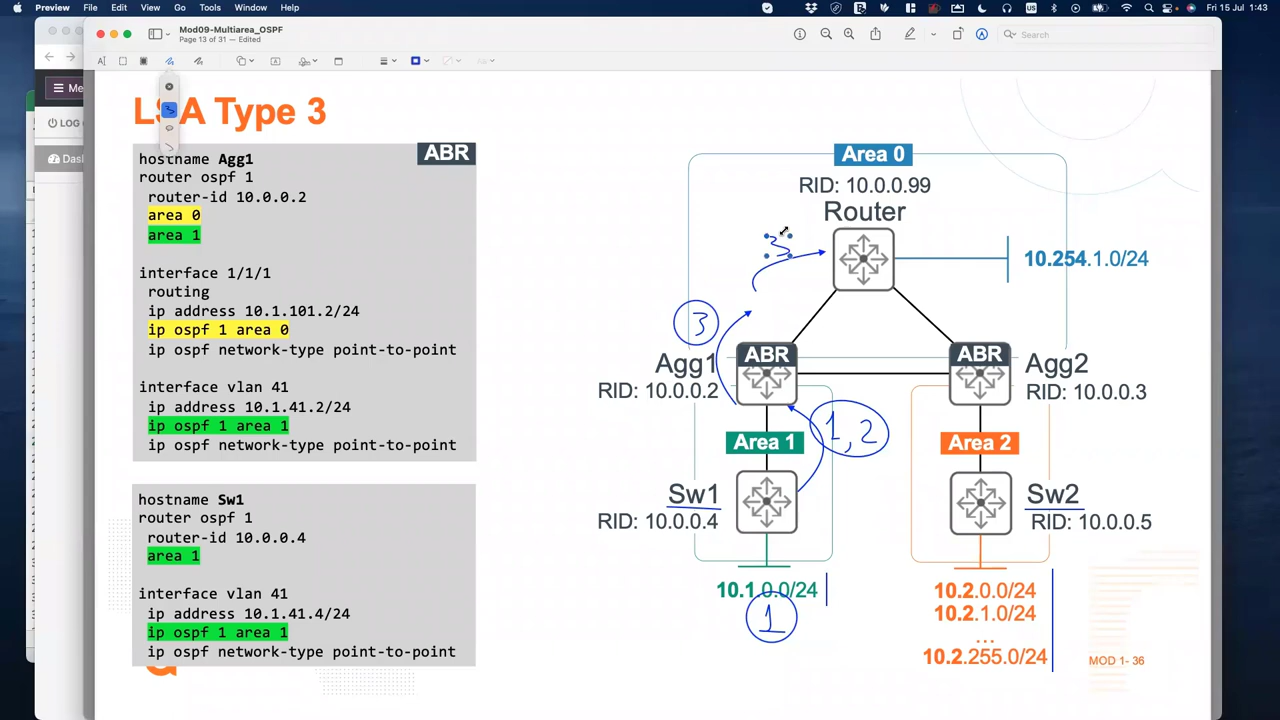 Preview File Edit View Go Tools Window Help
US
Fri 15 Jul 1:43
Mod09-Multiarea_OSPF
Page 13 of 31 — Edited
Search
Me
LOG
Dash
LSA Type 3
hostname Agg1
ABR
router ospf 1
router-id 10.0.0.2
area 0
area 1
interface 1/1/1
routing
ip address 10.1.101.2/24
ip ospf 1 area 0
ip ospf network-type point-to-point
interface vlan 41
ip address 10.1.41.2/24
ip ospf 1 area 1
ip ospf network-type point-to-point
hostname Sw1
router ospf 1
router-id 10.0.0.4
area 1
interface vlan 41
ip address 10.1.41.4/24
ip ospf 1 area 1
ip ospf network-type point-to-point
Area 0
RID: 10.0.0.99
Router
3
10.254.1.0/24
3
Agg1
ABR
ABR
Agg2
RID: 10.0.0.2
RID: 10.0.0.3
1,2
Area 1
Area 2
Sw1
Sw2
RID: 10.0.0.4
RID: 10.0.0.5
10.1.0.0/24
1
10.2.0.0/24
10.2.1.0/24
...
10.2.255.0/24
MOD 1- 36